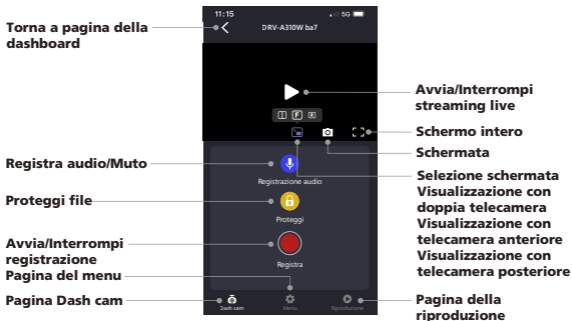 Torna a pagina della
dashboard
Registra audio/Muto
Proteggi file
Avvia/Interrompi
registrazione
Pagina del menu
Pagina Dash cam
11:15
5G
DRV-A310W ba7
F
Registrazione audio
Proteggi
Registra
Dash cam
Menu
Riproduzione
Avvia/Interrompi
streaming live
Schermo intero
Schermata
Selezione schermata
Visualizzazione con
doppia telecamera
Visualizzazione con
telecamera anteriore
Visualizzazione con
telecamera posteriore
Pagina della
riproduzione